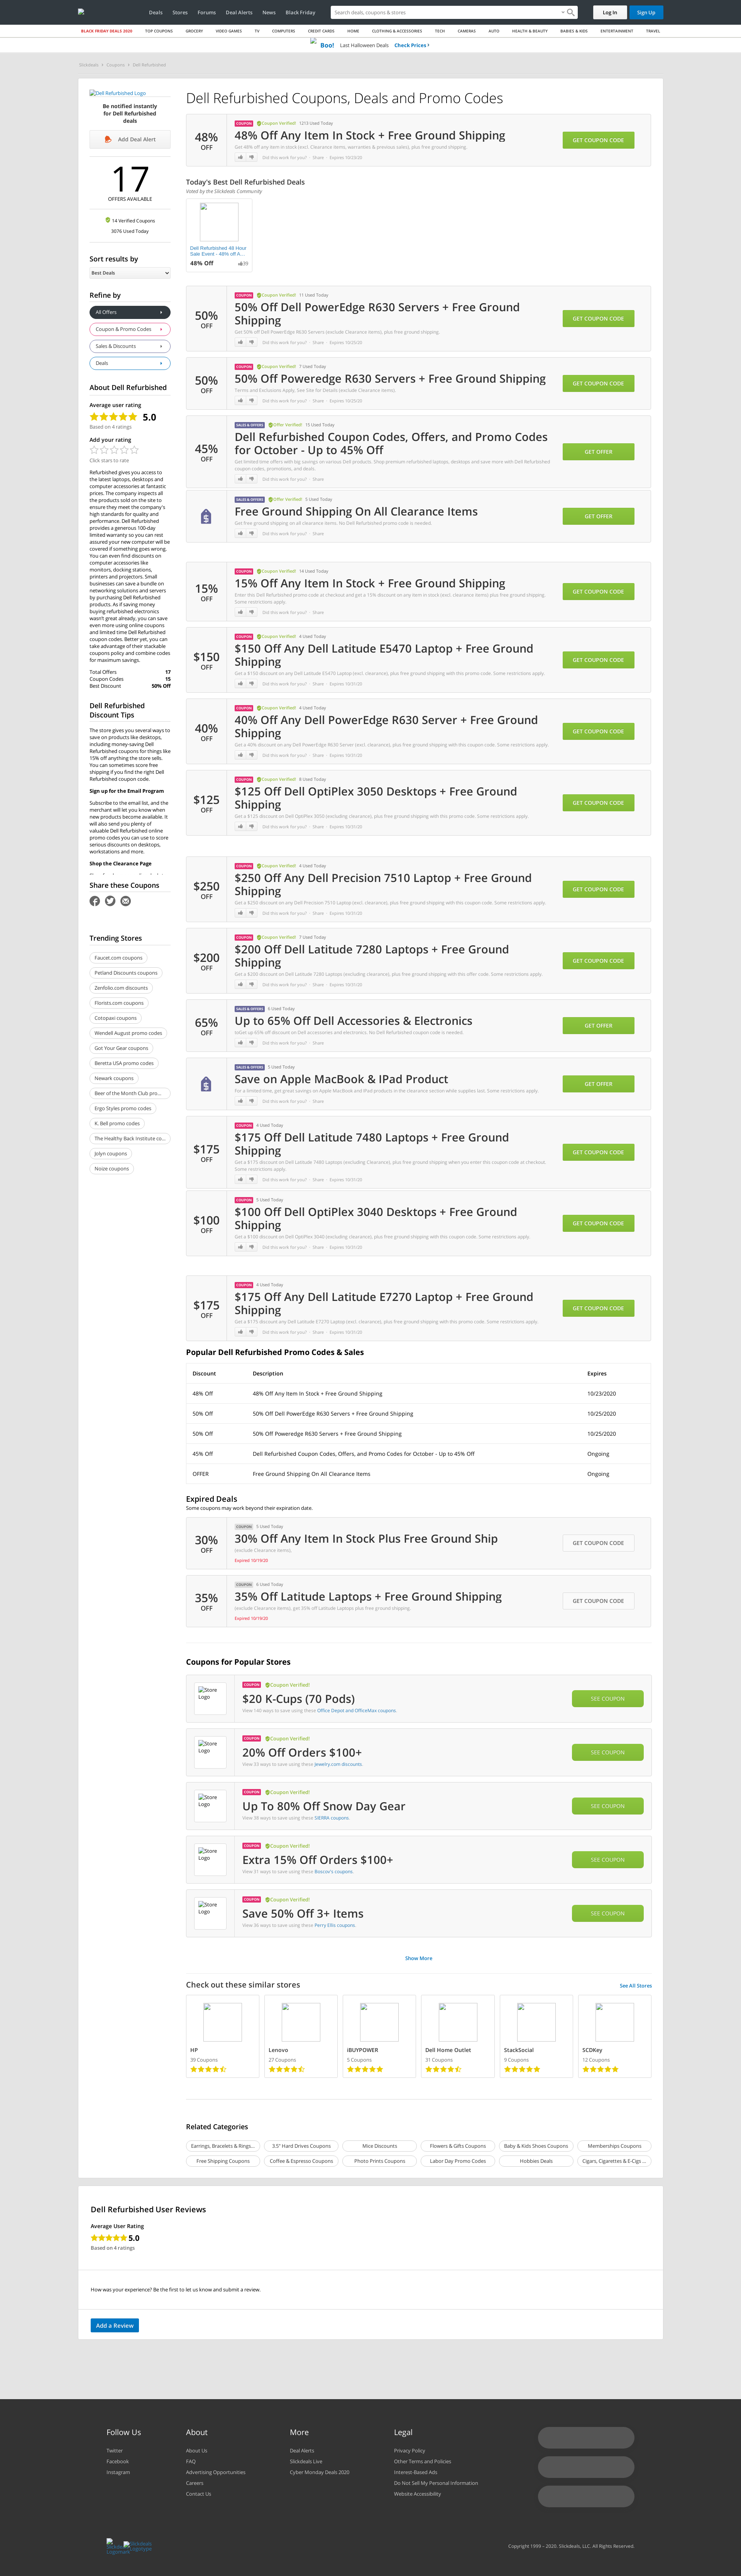 Deals Stores Forums Deal Alerts News Black Friday
Search deals, coupons & stores
Log In
Sign Up
BLACK FRIDAY DEALS 2020 TOP COUPONS GROCERY VIDEO GAMES TV COMPUTERS CREDIT CARDS HOME CLOTHING & ACCESSORIES TECH CAMERAS AUTO HEALTH & BEAUTY BABIES & KIDS ENTERTAINMENT TRAVEL
Boo! Last Halloween Deals Check Prices ›
Slickdeals › Coupons › Dell Refurbished
Dell Refurbished Logo
Be notified instantly
for Dell Refurbished
deals
Add Deal Alert
17
OFFERS AVAILABLE
14 Verified Coupons
3076 Used Today
Sort results by
Best Deals
Refine by
All Offers
Coupon & Promo Codes
Sales & Discounts
Deals
About Dell Refurbished
Average user rating
5.0
Based on 4 ratings
Add your rating
Click stars to rate
Refurbished gives you access to
the latest laptops, desktops and
computer accessories at fantastic
prices. The company inspects all
the products sold on the site to
ensure they meet the company's
high standards for quality and
performance. Dell Refurbished
provides a generous 100-day
limited warranty so you can rest
assured your new computer will be
covered if something goes wrong.
You can even find discounts on
computer accessories, such as
monitors, docking stations,
printers and projectors. Small
businesses can save a bundle on
networking solutions and servers
by purchasing Dell Refurbished
products. As if saving money
buying refurbished electronics
wasn't great already, you can save
even more using online coupons
and limited time Dell Refurbished
coupon codes. Better yet, you can
take advantage of their stackable
coupons policy and combine codes
for maximum savings.
Total Offers 17
Coupon Codes 15
Best Discount 50% Off
Dell Refurbished
Discount Tips
The store gives you several ways to
save on products like desktops,
including money-saving Dell
Refurbished coupons for things like
15% off anything the store sells.
You can sometimes score free
shipping if you find the right Dell
Refurbished coupon code.
Sign up for the Email Program
Subscribe to the email list, and the
merchant will let you know when
more products become available. It
will also send you plenty of
valuable Dell Refurbished online
promo codes you can use to score
serious discounts on desktops,
workstations and more.
Shop the Clearance Page
Share these Coupons
Trending Stores
Faucet.com coupons
Petland Discounts coupons
Zenfolio.com discounts
Florists.com coupons
Cotopaxi coupons
Wendell August promo codes
Got Your Gear coupons
Beretta USA promo codes
Newark coupons
Beer of the Month Club pro...
Ergo Styles promo codes
K. Bell promo codes
The Healthy Back Institute co...
Jolyn coupons
Noize coupons
Dell Refurbished Coupons, Deals and Promo Codes
48%
OFF
COUPON Coupon Verified! 1213 Used Today
48% Off Any Item In Stock + Free Ground Shipping
Get 48% off any item in stock (excl. Clearance items, warranties & previous sales), plus free ground shipping.
Did this work for you? · Share · Expires 10/23/20
GET COUPON CODE
Today's Best Dell Refurbished Deals
Voted by the Slickdeals Community
Dell Refurbished 48 Hour
Sale Event - 48% off A...
48% Off
50%
OFF
COUPON Coupon Verified! 11 Used Today
50% Off Dell PowerEdge R630 Servers + Free Ground
Shipping
Get 50% off Dell PowerEdge R630 Servers (exclude Clearance items), plus free ground shipping.
Did this work for you? · Share · Expires 10/25/20
GET COUPON CODE
50%
OFF
COUPON Coupon Verified! 7 Used Today
50% Off Poweredge R630 Servers + Free Ground Shipping
Terms and Exclusions Apply. See Site for Details (exclude Clearance items).
Did this work for you? · Share · Expires 10/25/20
GET COUPON CODE
45%
OFF
SALES & OFFERS Offer Verified! 15 Used Today
Dell Refurbished Coupon Codes, Offers, and Promo Codes
for October - Up to 45% Off
Get limited time offers with big savings on various Dell products. Shop premium refurbished laptops, desktops and save more with Dell Refurbished
coupon codes, promotions, and deals.
Did this work for you? · Share
GET OFFER
SALES & OFFERS Offer Verified! 5 Used Today
Free Ground Shipping On All Clearance Items
Get free ground shipping on all clearance items. No Dell Refurbished promo code is needed.
Did this work for you? · Share
GET OFFER
15%
OFF
COUPON Coupon Verified! 14 Used Today
15% Off Any Item In Stock + Free Ground Shipping
Enter this Dell Refurbished promo code at checkout and get a 15% discount on any item in stock (excl. clearance items) plus free ground shipping.
Some restrictions apply.
Did this work for you? · Share
GET COUPON CODE
$150
OFF
COUPON Coupon Verified! 4 Used Today
$150 Off Any Dell Latitude E5470 Laptop + Free Ground
Shipping
Get a $150 discount on any Dell Latitude E5470 Laptop (excl. clearance), plus free ground shipping with this promo code. Some restrictions apply.
Did this work for you? · Share · Expires 10/31/20
GET COUPON CODE
40%
OFF
COUPON Coupon Verified! 4 Used Today
40% Off Any Dell PowerEdge R630 Server + Free Ground
Shipping
Get a 40% discount on any Dell PowerEdge R630 Server (excl. clearance), plus free ground shipping with this coupon code. Some restrictions apply.
Did this work for you? · Share · Expires 10/31/20
GET COUPON CODE
$125
OFF
COUPON Coupon Verified! 8 Used Today
$125 Off Dell OptiPlex 3050 Desktops + Free Ground
Shipping
Get a $125 discount on Dell OptiPlex 3050 (excluding clearance), plus free ground shipping with this promo code. Some restrictions apply.
Did this work for you? · Share · Expires 10/31/20
GET COUPON CODE
$250
OFF
COUPON Coupon Verified! 4 Used Today
$250 Off Any Dell Precision 7510 Laptop + Free Ground
Shipping
Get a $250 discount on any Dell Precision 7510 Laptop (excl. clearance), plus free ground shipping with this coupon code. Some restrictions apply.
Did this work for you? · Share · Expires 10/31/20
GET COUPON CODE
$200
OFF
COUPON Coupon Verified! 7 Used Today
$200 Off Dell Latitude 7280 Laptops + Free Ground
Shipping
Get a $200 discount on Dell Latitude 7280 Laptops (excluding clearance), plus free ground shipping with this offer code. Some restrictions apply.
Did this work for you? · Share · Expires 10/31/20
GET COUPON CODE
65%
OFF
SALES & OFFERS 6 Used Today
Up to 65% Off Dell Accessories & Electronics
InGet up 65% off discount on Dell accessories and electronics. No Dell Refurbished coupon code is needed.
Did this work for you? · Share
GET OFFER
SALES & OFFERS 5 Used Today
Save on Apple MacBook & IPad Product
For a limited time, get great savings on Apple MacBook and IPad products in the clearance section while supplies last. Some restrictions apply.
Did this work for you? · Share
GET OFFER
$175
OFF
COUPON 4 Used Today
$175 Off Dell Latitude 7480 Laptops + Free Ground
Shipping
Get a $175 discount on Dell Latitude 7480 Laptops (excluding Clearance), plus free ground shipping when you enter this coupon code at checkout.
Some restrictions apply.
Did this work for you? · Share · Expires 10/31/20
GET COUPON CODE
$100
OFF
COUPON 5 Used Today
$100 Off Dell OptiPlex 3040 Desktops + Free Ground
Shipping
Get a $100 discount on Dell OptiPlex 3040 (excluding clearance), plus free ground shipping with this coupon code. Some restrictions apply.
Did this work for you? · Share · Expires 10/31/20
GET COUPON CODE
$175
OFF
COUPON 4 Used Today
$175 Off Any Dell Latitude E7270 Laptop + Free Ground
Shipping
Get a $175 discount any Dell Latitude E7270 Laptop (excl. clearance), plus free ground shipping with this promo code. Some restrictions apply.
Did this work for you? · Share · Expires 10/31/20
GET COUPON CODE
Popular Dell Refurbished Promo Codes & Sales
Discount Description Expires
48% Off 48% Off Any Item In Stock + Free Ground Shipping 10/23/2020
50% Off 50% Off Dell PowerEdge R630 Servers + Free Ground Shipping 10/25/2020
50% Off 50% Off Poweredge R630 Servers + Free Ground Shipping 10/25/2020
45% Off Dell Refurbished Coupon Codes, Offers, and Promo Codes for October - Up to 45% Off Ongoing
OFFER Free Ground Shipping On All Clearance Items Ongoing
Expired Deals
Some coupons may work beyond their expiration date.
30%
OFF
COUPON 5 Used Today
30% Off Any Item In Stock Plus Free Ground Ship
(exclude Clearance items).
Expired 10/19/20
GET COUPON CODE
35%
OFF
COUPON 6 Used Today
35% Off Latitude Laptops + Free Ground Shipping
(exclude Clearance items). get 35% off Latitude Laptops plus free ground shipping.
Expired 10/19/20
GET COUPON CODE
Coupons for Popular Stores
Store Logo
COUPON Coupon Verified!
$20 K-Cups (70 Pods)
View 140 ways to save using these Office Depot and OfficeMax coupons.
SEE COUPON
Store Logo
COUPON Coupon Verified!
20% Off Orders $100+
View 33 ways to save using these Jewelry.com discounts.
SEE COUPON
Store Logo
COUPON Coupon Verified!
Up To 80% Off Snow Day Gear
View 38 ways to save using these SIERRA coupons.
SEE COUPON
Store Logo
COUPON Coupon Verified!
Extra 15% Off Orders $100+
View 51 ways to save using these Boscov's coupons.
SEE COUPON
Store Logo
COUPON Coupon Verified!
Save 50% Off 3+ Items
View 36 ways to save using these Perry Ellis coupons.
SEE COUPON
Show More
Check out these similar stores
See All Stores
HP Lenovo iBUYPOWER Dell Home Outlet StackSocial SCDKey
39 Coupons 27 Coupons 5 Coupons 31 Coupons 9 Coupons 12 Coupons
Related Categories
Earrings, Bracelets & Rings... 3.5" Hard Drives Coupons Mice Discounts Flowers & Gifts Coupons Baby & Kids Shoes Coupons Memberships Coupons
Free Shipping Coupons Coffee & Espresso Coupons Photo Prints Coupons Labor Day Promo Codes Hobbies Deals Cigars, Cigarettes & E-Cigs ...
Dell Refurbished User Reviews
Average User Rating
5.0
Based on 4 ratings
How was your experience? Be the first to let us know and submit a review.
Add a Review
Follow Us About More Legal
Twitter About Us Deal Alerts Privacy Policy
Facebook FAQ Slickdeals Live Other Terms and Policies
Instagram Advertising Opportunities Cyber Monday Deals 2020 Interest-Based Ads
Careers Do Not Sell My Personal Information
Contact Us Website Accessibility
Slickdeals Logomark
Slickdeals Logotype
Copyright 1999 – 2020. Slickdeals, LLC. All Rights Reserved.